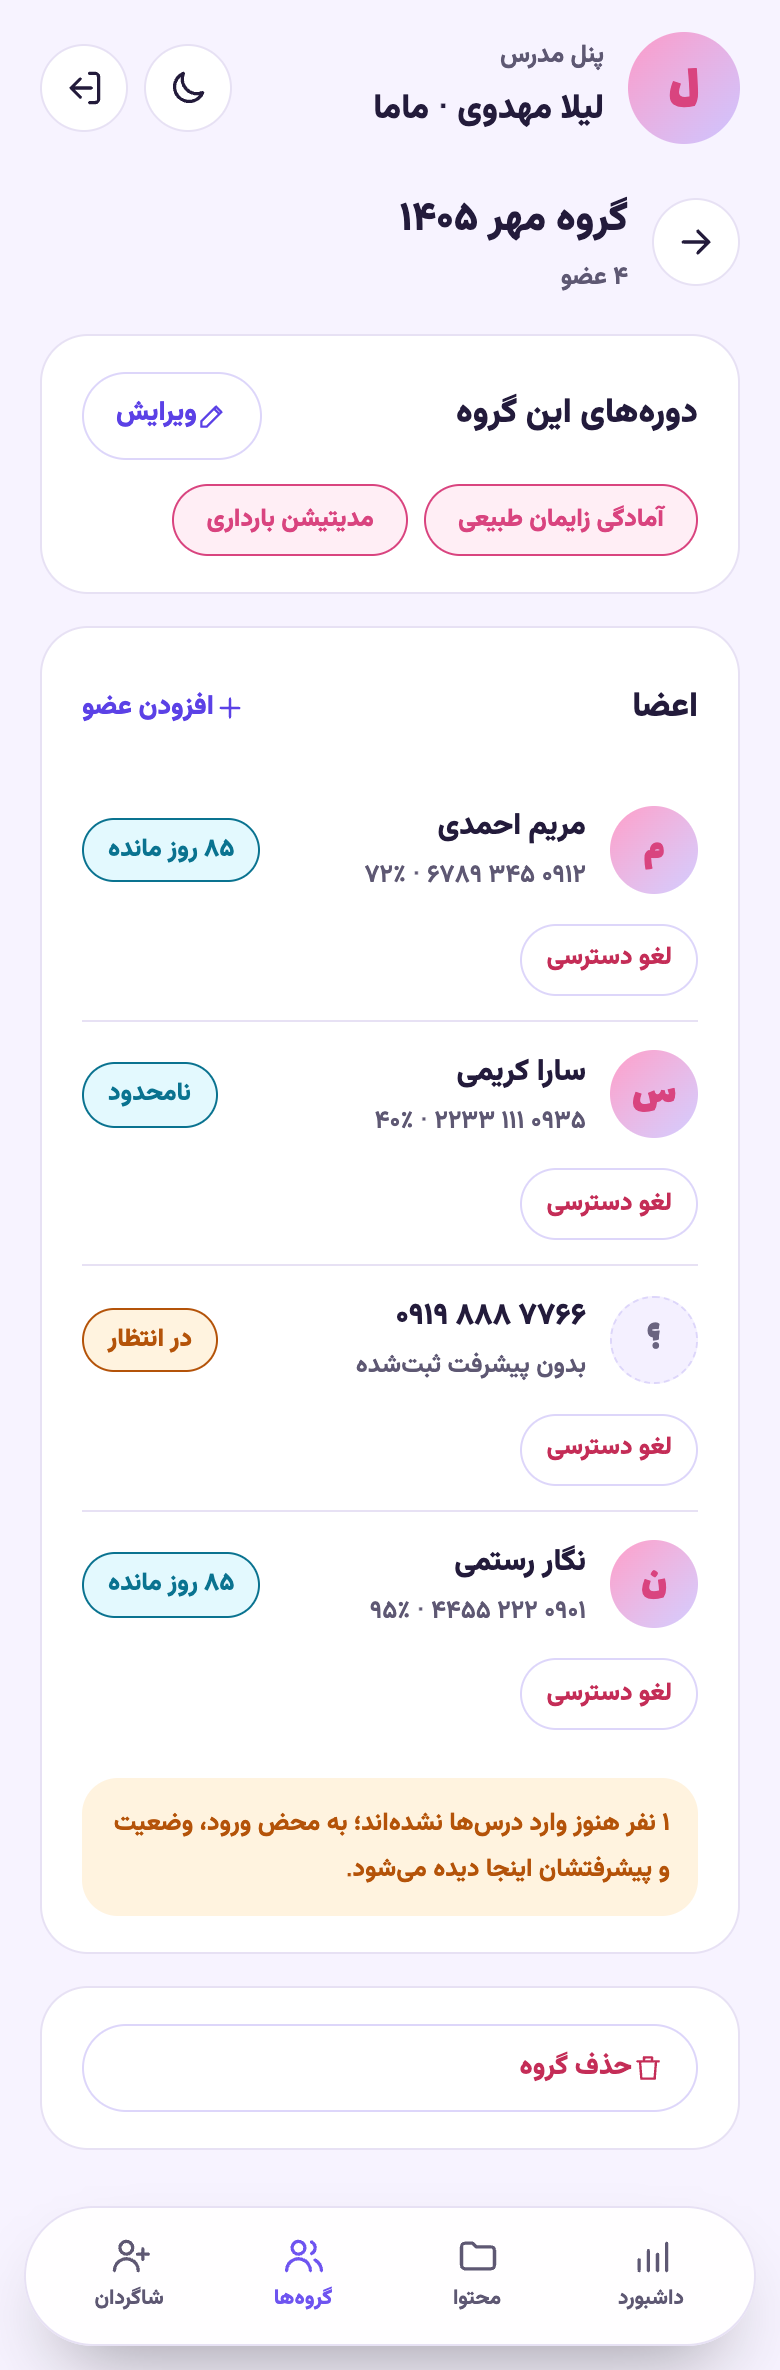 ل
پنل مدرس
لیلا مهدوی · ماما
گروه مهر ۱۴۰۵
۴ عضو
دوره‌های این گروه
ویرایش
آمادگی زایمان طبیعی
مدیتیشن بارداری
اعضا
افزودن عضو
م
مریم احمدی
۰۹۱۲ ۳۴۵ ۶۷۸۹ · ۷۲٪
۸۵ روز مانده
لغو دسترسی
س
سارا کریمی
۰۹۳۵ ۱۱۱ ۲۲۳۳ · ۴۰٪
نامحدود
لغو دسترسی
؟
۰۹۱۹ ۸۸۸ ۷۷۶۶
بدون پیشرفت ثبت‌شده
در انتظار
لغو دسترسی
ن
نگار رستمی
۰۹۰۱ ۲۲۲ ۴۴۵۵ · ۹۵٪
۸۵ روز مانده
لغو دسترسی
۱ نفر هنوز وارد درس‌ها نشده‌اند؛ به محض ورود، وضعیت
و پیشرفتشان اینجا دیده می‌شود.
حذف گروه
داشبورد
محتوا
گروه‌ها
شاگردان